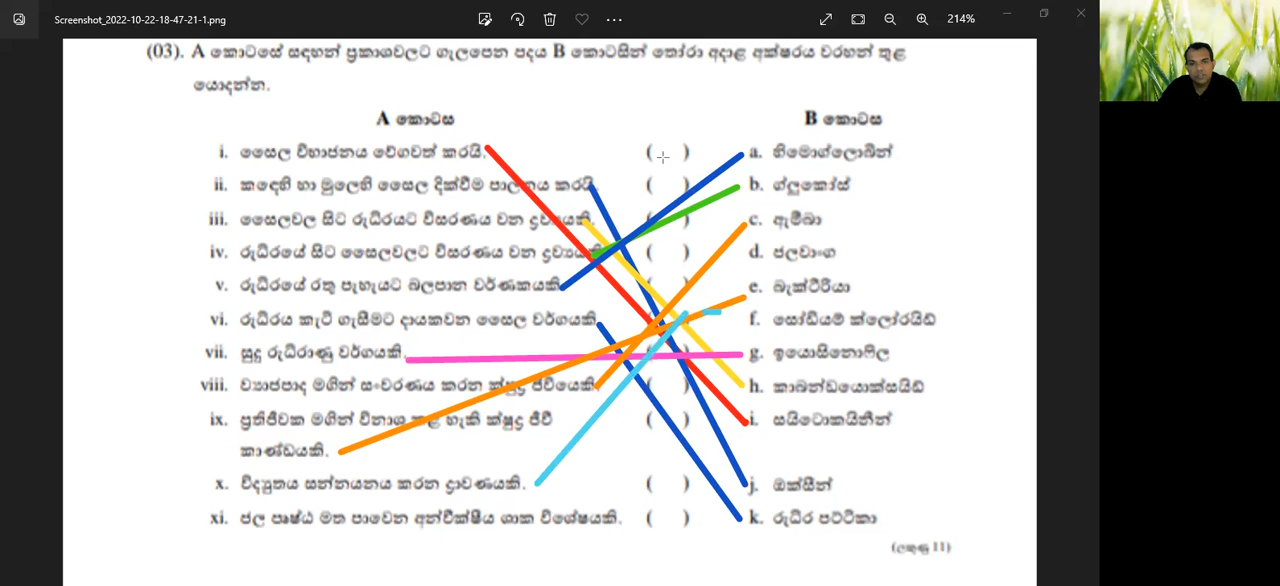 Screenshot_2022-10-22-18-47-21-1.png
214%
(03). A කොටසේ සඳහන් ප්‍රකාශවලට ගැලපෙන පදය B කොටසින් තෝරා අදාළ අක්ෂරය වරහන් තුළ
යොදන්න.
A කොටස B කොටස
i. සෛල විභාජනය වේගවත් කරයි. ( ) a. හිමොග්ලොබින්
ii. කඳෙහි හා මුලෙහි සෛල දික්වීම පාලනය කරයි. ( ) b. ග්ලුකෝස්
iii. සෛලවල සිට රුධිරයට විසරණය වන ද්‍රව්‍යයකි. ( ) c. ඇමීබා
iv. රුධිරයේ සිට සෛලවලට විසරණය වන ද්‍රව්‍යයකි. ( ) d. ජලවාංග
v. රුධිරයේ රතු පැහැයට බලපාන වර්ණකයකි. ( ) e. බැක්ටීරියා
vi. රුධිරය කැටි ගැසීමට දායකවන සෛල වර්ගයකි. f. සෝඩියම් ක්ලෝරයිඩ්
vii. සුදු රුධිරාණු වර්ගයකි. ( ) g. ඉයොසිනොෆිල
viii. ව්‍යාජපාද මගින් සංචරණය කරන ක්ෂුද්‍ර ජීවියෙකි. ( ) h. කාබන්ඩයොක්සයිඩ්
ix. ප්‍රතිජීවක මගින් විනාශ කළ හැකි ක්ෂුද්‍ර ජීවී ( ) i. සයිටොකයිනීන්
කාණ්ඩයකි.
x. විද්‍යුතය සන්නයනය කරන ද්‍රාවණයකි. ( ) j. ඔක්සීන්
xi. ජල පෘෂ්ඨ මත පාවෙන අන්වීක්ෂීය ශාක විශේෂයකි. ( ) k. රුධිර පට්ටිකා
(ලකුණු 11)